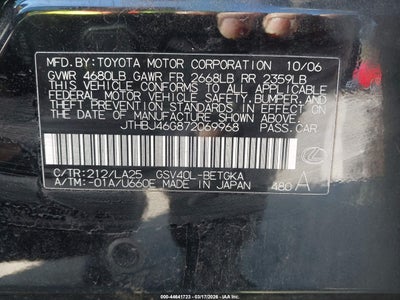 MFD.BY:TOYOTA MOTOR CORPORATION 10/06
GVWR 4680LB GAWR FR 2668LB RR 2359LB
THIS VEHICLE CONFORMS TO ALL APPLICABLE
FEDERAL MOTOR VEHICLE SAFETY, BUMPER,
AND THEFT PREVENTION STANDARDS IN EFFECT
ON THE DATE OF MANUFACTURE SHOWN ABOVE.
JTHBJ46G872069968 PASS.CAR
C/TR:212/LA25 GSV40L-BETGKA
A/TM:-01A/U660E MADE IN JAPAN 480 A
000-44641723 - 03/17/2026 - IAA